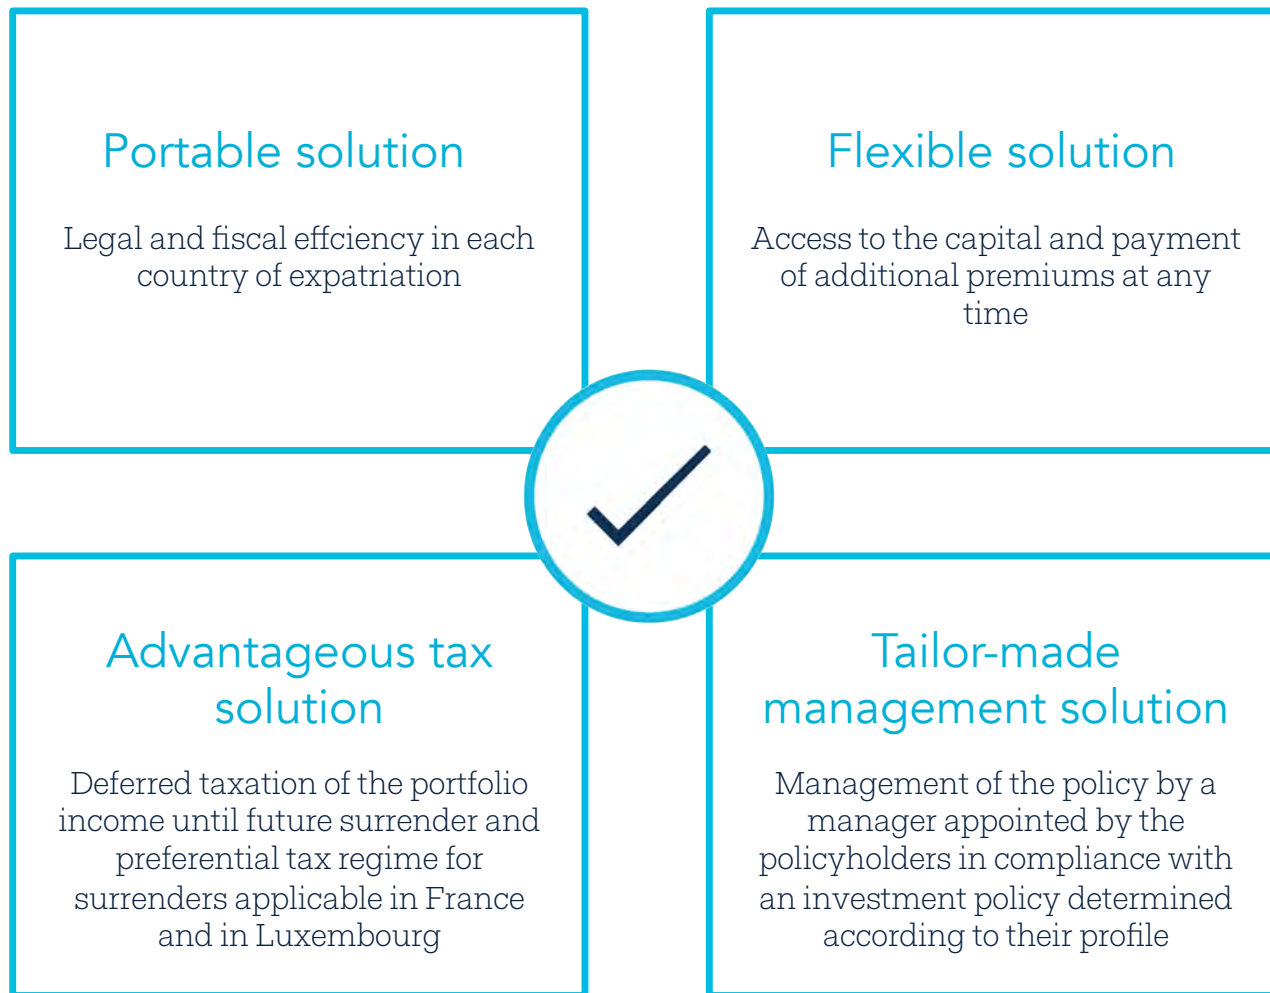 Portable solution
Legal and fiscal effciency in each
country of expatriation
Flexible solution
Access to the capital and payment
of additional premiums at any
time
Advantageous tax
solution
Deferred taxation of the portfolio
income until future surrender and
preferential tax regime for
surrenders applicable in France
and in Luxembourg
Tailor-made
management solution
Management of the policy by a
manager appointed by the
policyholders in compliance with
an investment policy determined
according to their profile